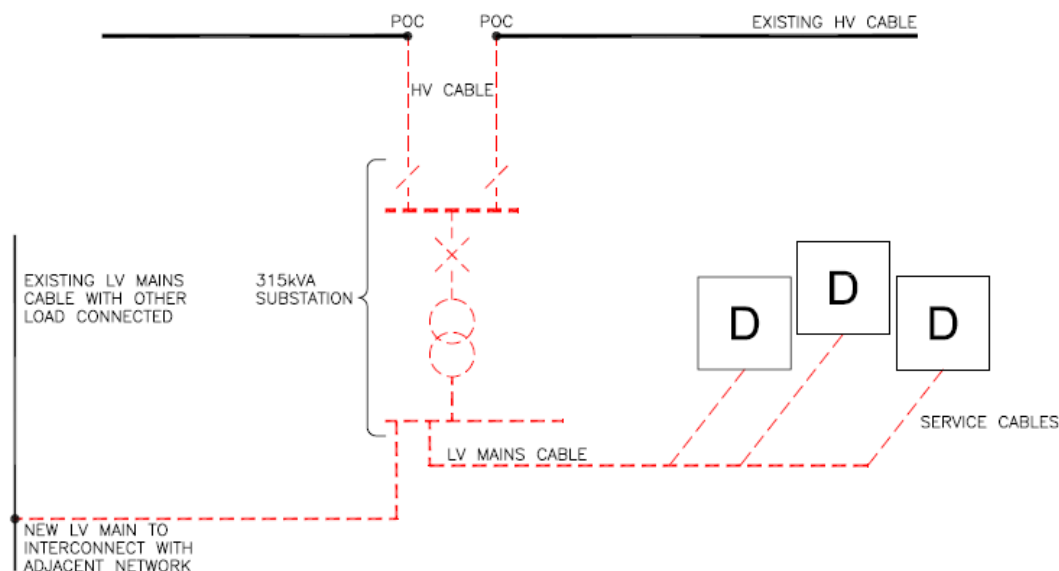 POC
POC
EXISTING HV CABLE
HV CABLE
EXISTING LV MAINS
CABLE WITH OTHER
LOAD CONNECTED
315kVA
SUBSTATION
D
D
D
SERVICE CABLES
LV MAINS CABLE
NEW LV MAIN TO
INTERCONNECT WITH
ADJACENT NETWORK